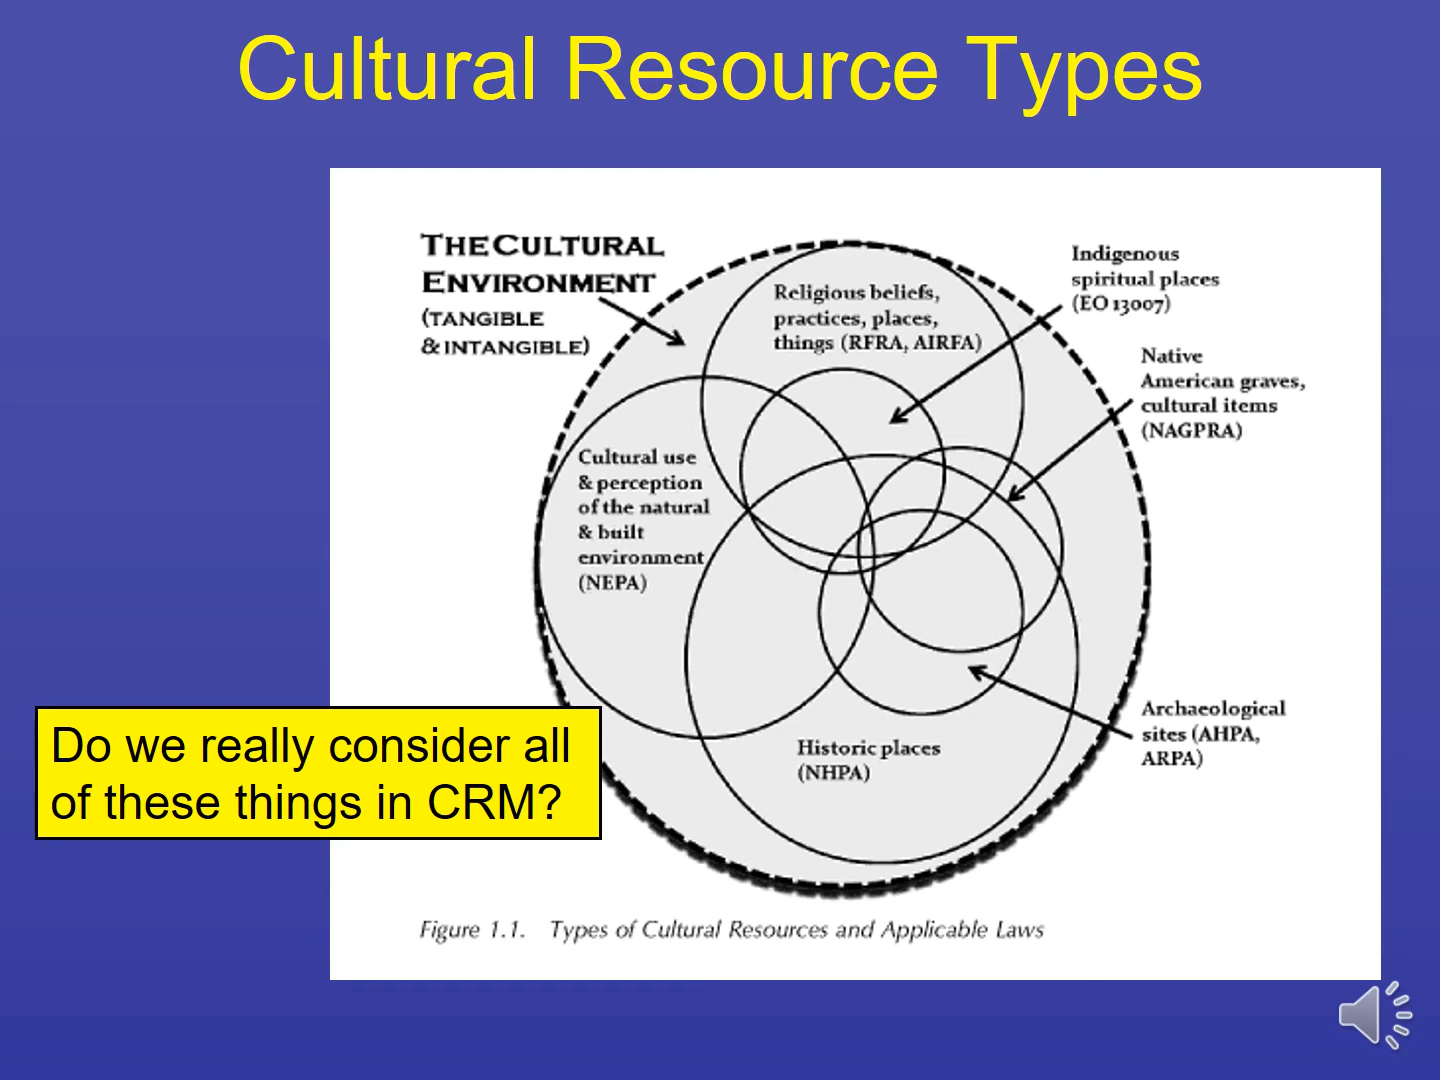 Cultural Resource Types
THE CULTURAL
ENVIRONMENT
(TANGIBLE
& INTANGIBLE)
Religious beliefs,
practices, places,
things (RFRA, AIRFA)
Indigenous
spiritual places
(EO 13007)
Native
American graves,
cultural items
(NAGPRA)
Cultural use
& perception
of the natural
& built
environment
(NEPA)
Archaeological
sites (AHPA,
ARPA)
Historic places
(NHPA)
Do we really consider all
of these things in CRM?
Figure 1.1. Types of Cultural Resources and Applicable Laws